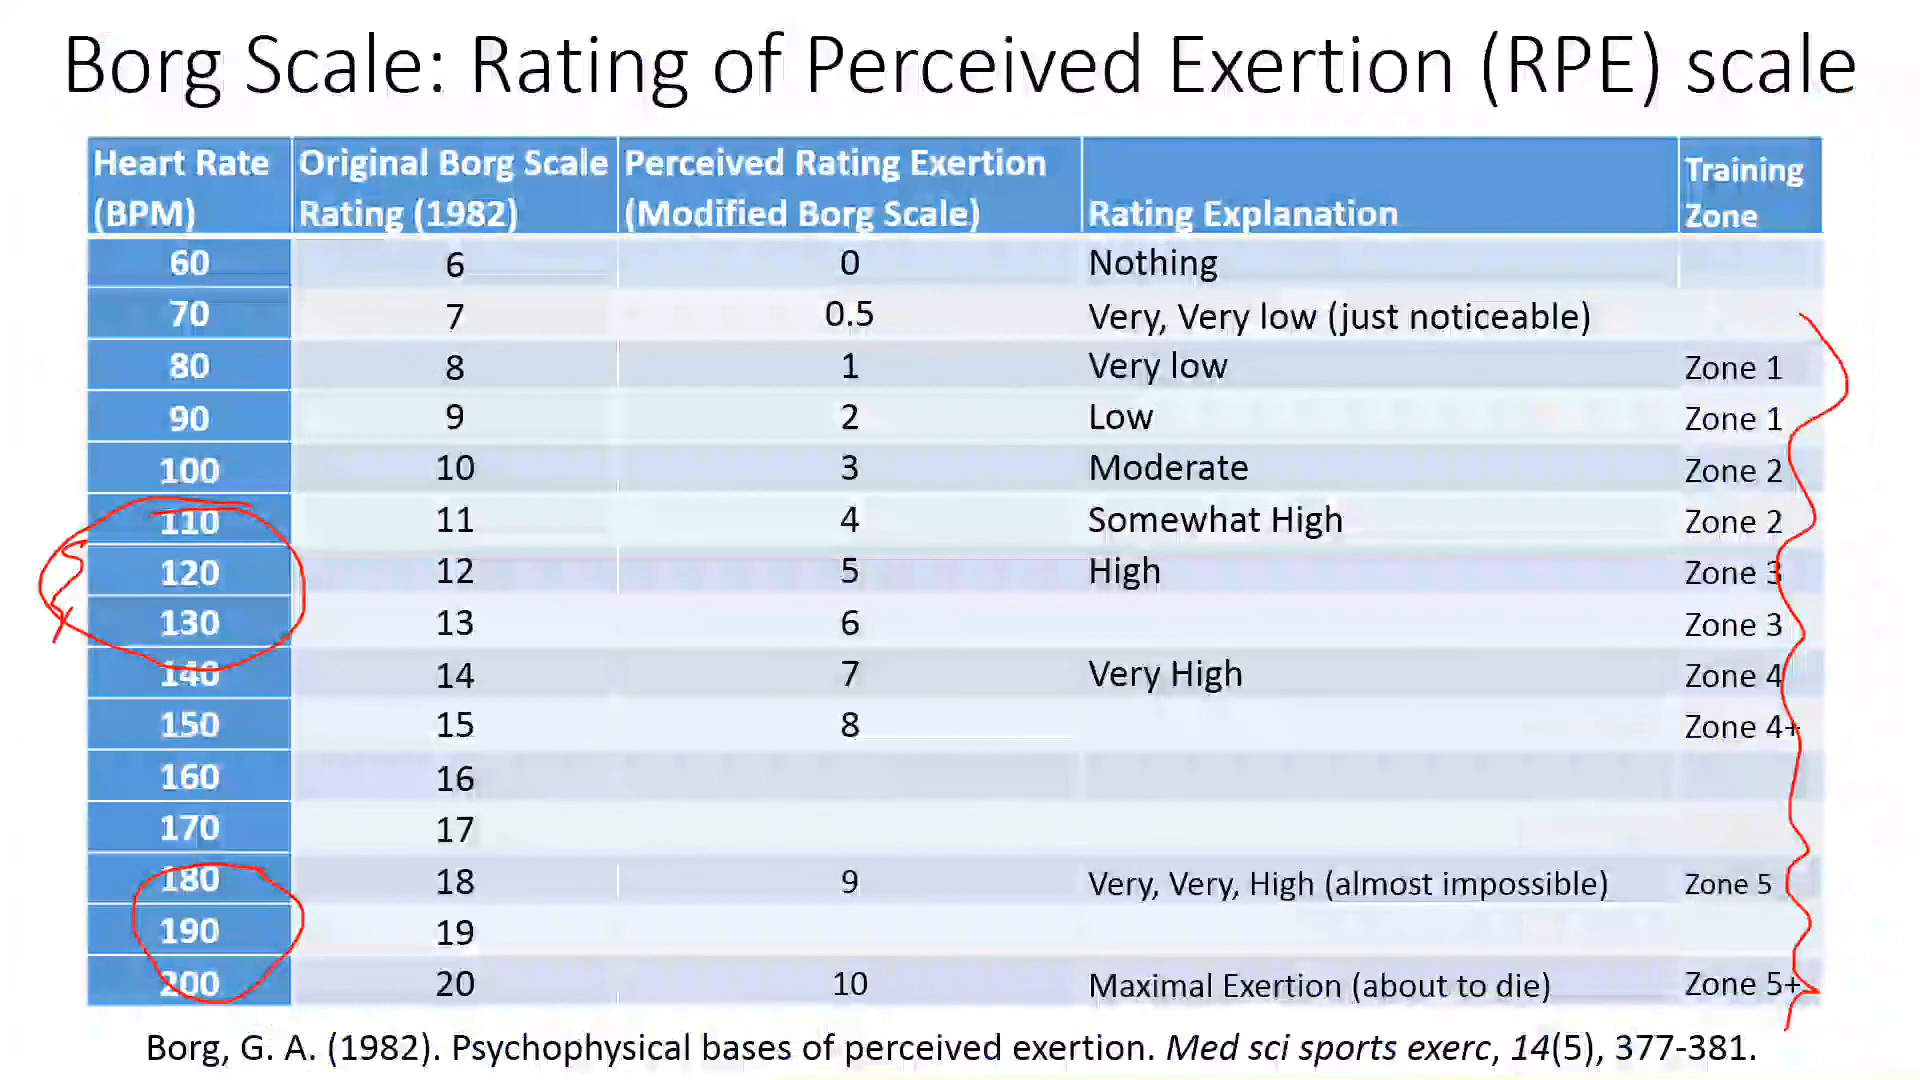 Borg Scale: Rating of Perceived Exertion (RPE) scale
Heart Rate (BPM) Original Borg Scale Rating (1982) Perceived Rating Exertion (Modified Borg Scale) Rating Explanation Training Zone
60 6 0 Nothing
70 7 0.5 Very, Very low (just noticeable)
80 8 1 Very low Zone 1
90 9 2 Low Zone 1
100 10 3 Moderate Zone 2
110 11 4 Somewhat High Zone 2
120 12 5 High Zone 3
130 13 6 Zone 3
140 14 7 Very High Zone 4
150 15 8 Zone 4+
160 16
170 17
180 18 9 Very, Very, High (almost impossible) Zone 5
190 19
200 20 10 Maximal Exertion (about to die) Zone 5+
Borg, G. A. (1982). Psychophysical bases of perceived exertion. Med sci sports exerc, 14(5), 377-381.